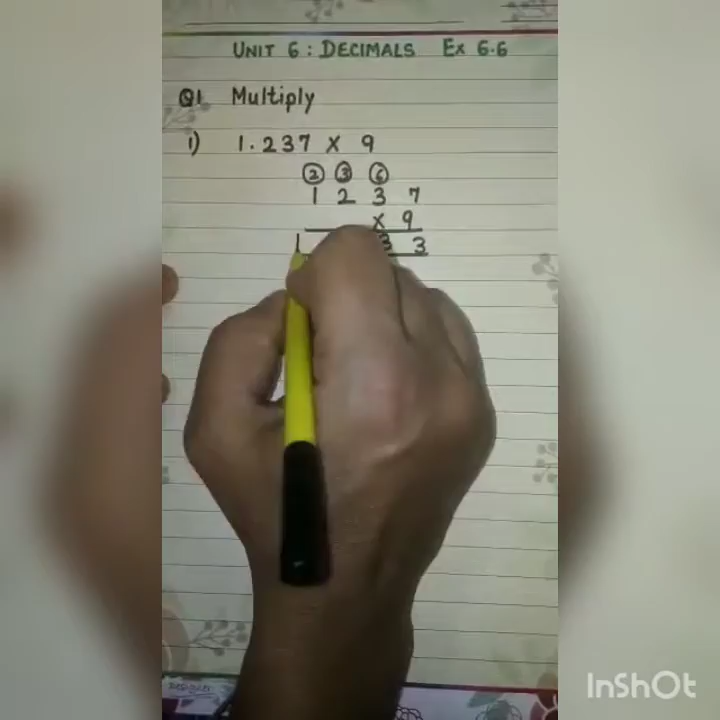 UNIT 6 : DECIMALS Ex 6.6
Q1 Multiply
1) 1.237 x 9
2 3 6
1 2 3 7
x 9
1 3 3
InShOt